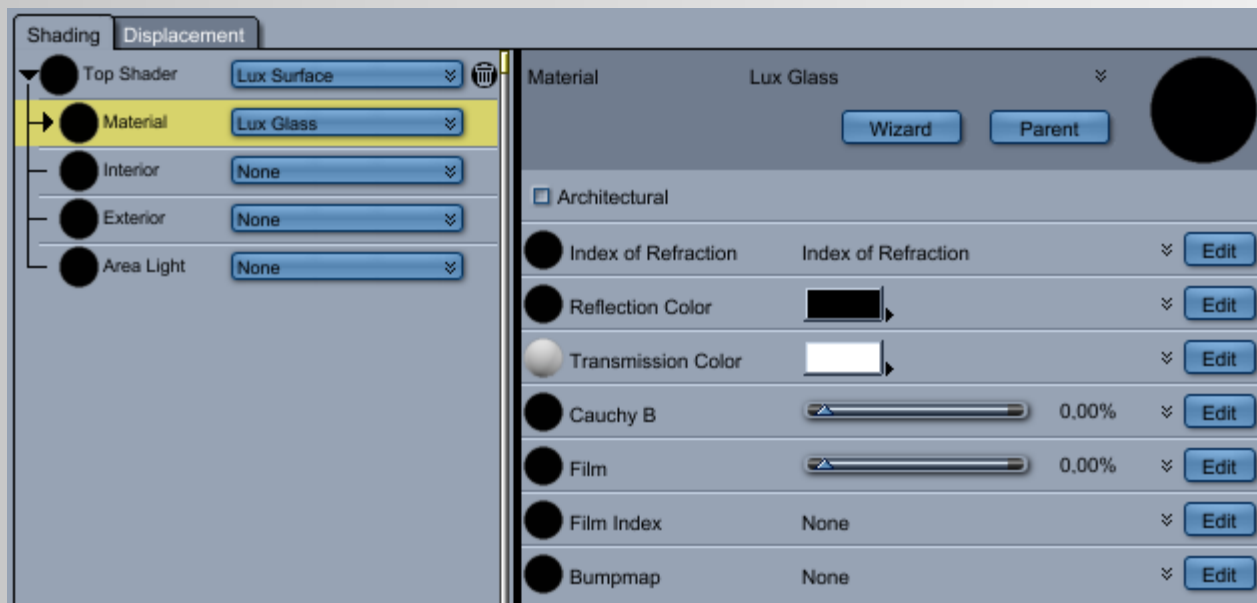 Shading Displacement
Top Shader Lux Surface
Material Lux Glass
Interior None
Exterior None
Area Light None
Material Lux Glass
Wizard Parent
Architectural
Index of Refraction Index of Refraction Edit
Reflection Color Edit
Transmission Color Edit
Cauchy B 0,00% Edit
Film 0,00% Edit
Film Index None Edit
Bumpmap None Edit